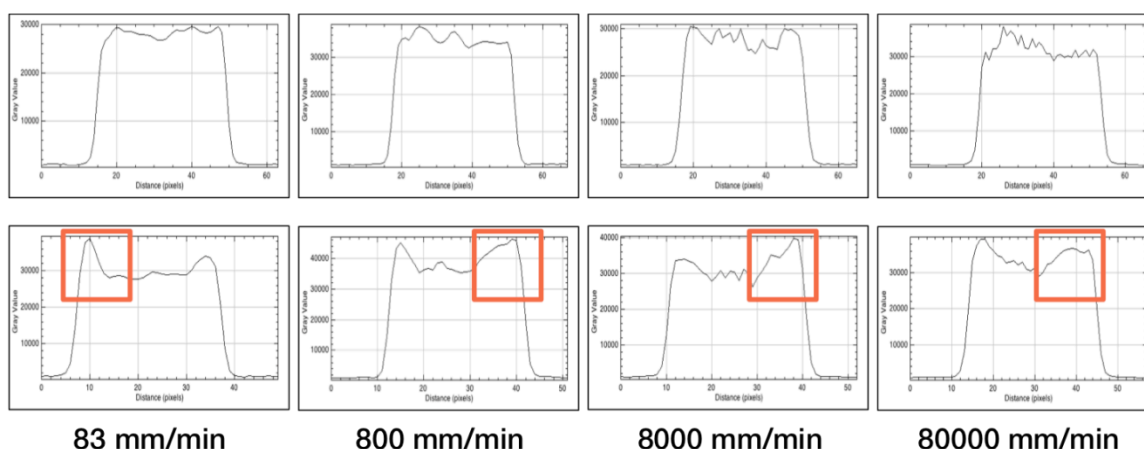 Gray Value
30000
20000
10000
0 20 40 60
Distance (pixels)
Gray Value
30000
20000
10000
0 20 40 60
Distance (pixels)
Gray Value
30000
20000
10000
0 20 40 60
Distance (pixels)
Gray Value
30000
20000
10000
0 20 40 60
Distance (pixels)
Gray Value
30000
20000
10000
0 10 20 30 40
Distance (pixels)
Gray Value
40000
30000
20000
10000
0 10 20 30 40 50
Distance (pixels)
Gray Value
40000
30000
20000
10000
0 10 20 30 40 50
Distance (pixels)
Gray Value
30000
20000
10000
0 10 20 30 40 50
Distance (pixels)
83 mm/min 800 mm/min 8000 mm/min 80000 mm/min